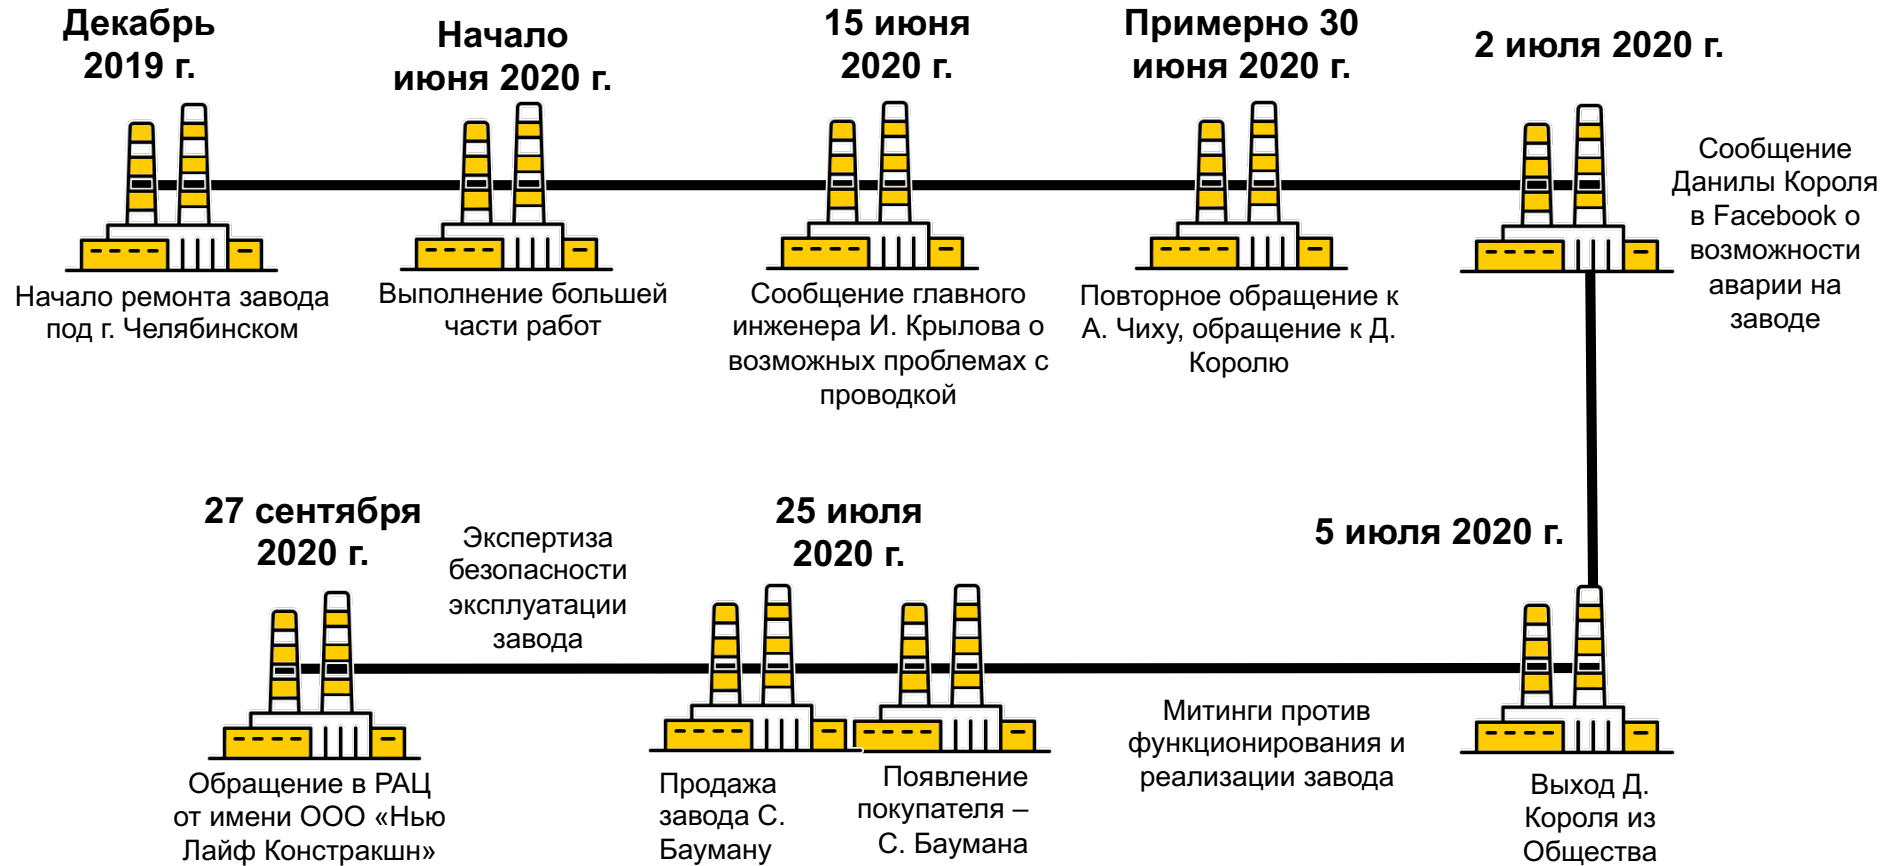 Декабрь
2019 г.
Начало ремонта завода
под г. Челябинском
Начало
июня 2020 г.
Выполнение большей
части работ
15 июня
2020 г.
Сообщение главного
инженера И. Крылова о
возможных проблемах с
проводкой
Примерно 30
июня 2020 г.
Повторное обращение к
А. Чиху, обращение к Д.
Королю
2 июля 2020 г.
Сообщение
Данилы Короля
в Facebook о
возможности
аварии на
заводе
5 июля 2020 г.
Выход Д.
Короля из
Общества
Митинги против
функционирования и
реализации завода
25 июля
2020 г.
Появление
покупателя –
С. Баумана
Продажа
завода С.
Бауману
Экспертиза
безопасности
эксплуатации
завода
27 сентября
2020 г.
Обращение в РАЦ
от имени ООО «Нью
Лайф Констракшн»